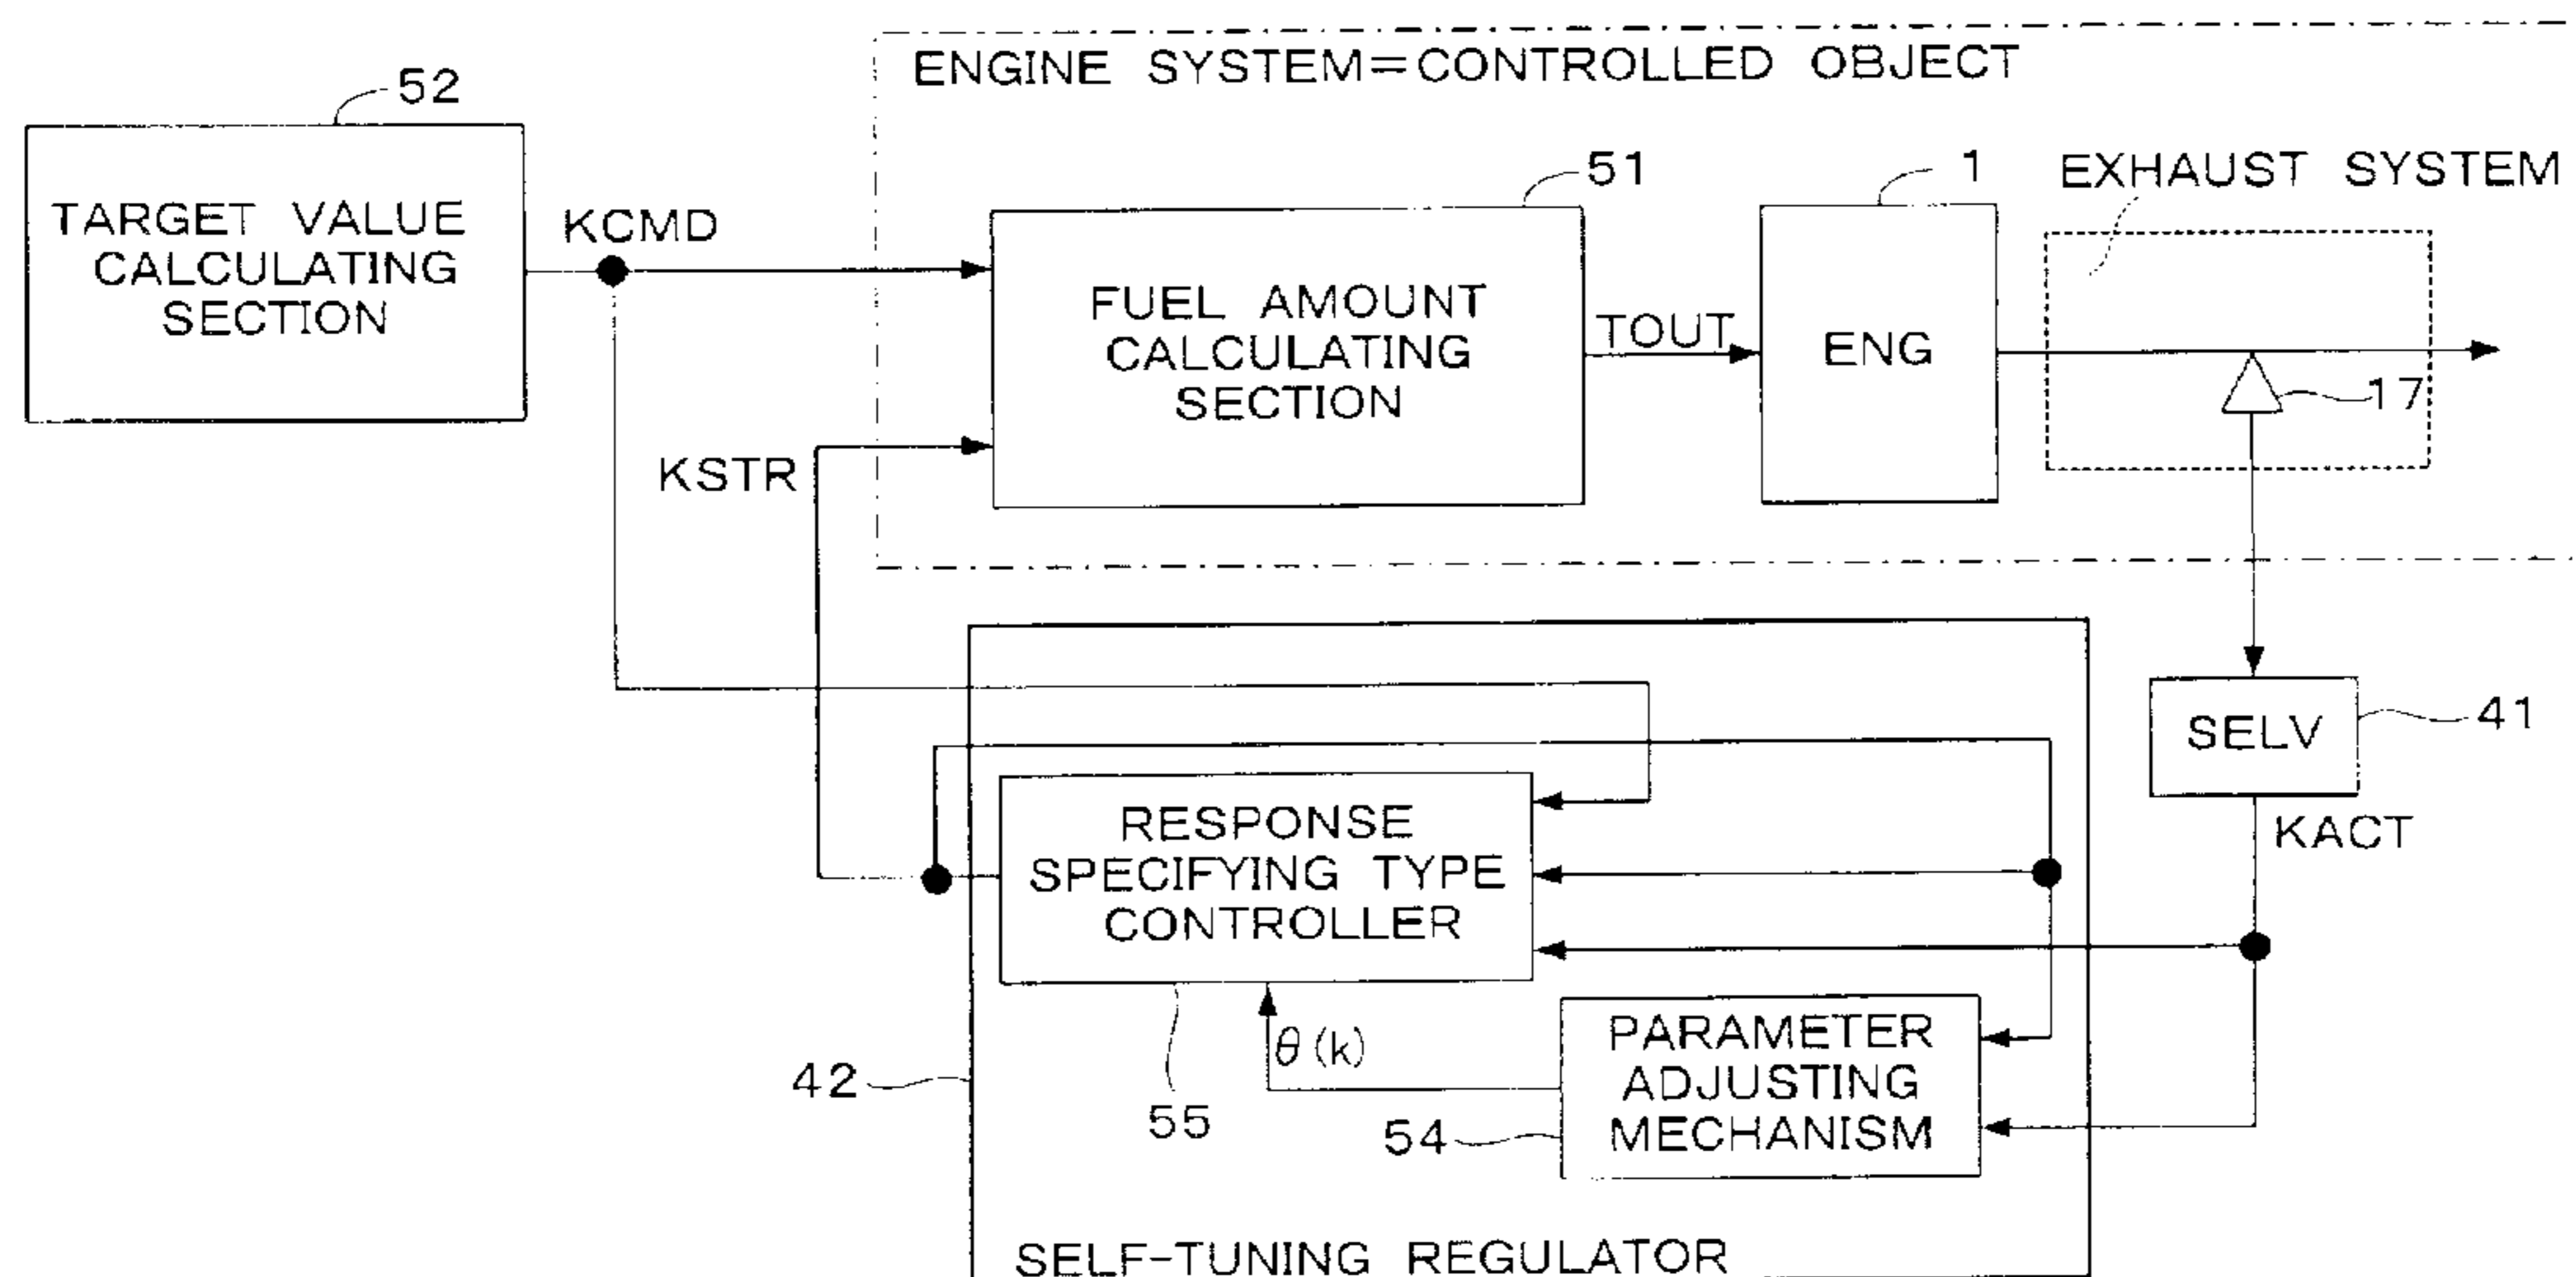 ENGINE SYSTEM=CONTROLLED OBJECT
52
TARGET VALUE
CALCULATING
SECTION
KCMD
51
FUEL AMOUNT
CALCULATING
SECTION
KSTR
TOUT
1
ENG
EXHAUST SYSTEM
17
SELV
41
KACT
RESPONSE
SPECIFYING TYPE
CONTROLLER
55
θ(k)
PARAMETER
ADJUSTING
MECHANISM
54
42
SELF-TUNING REGULATOR